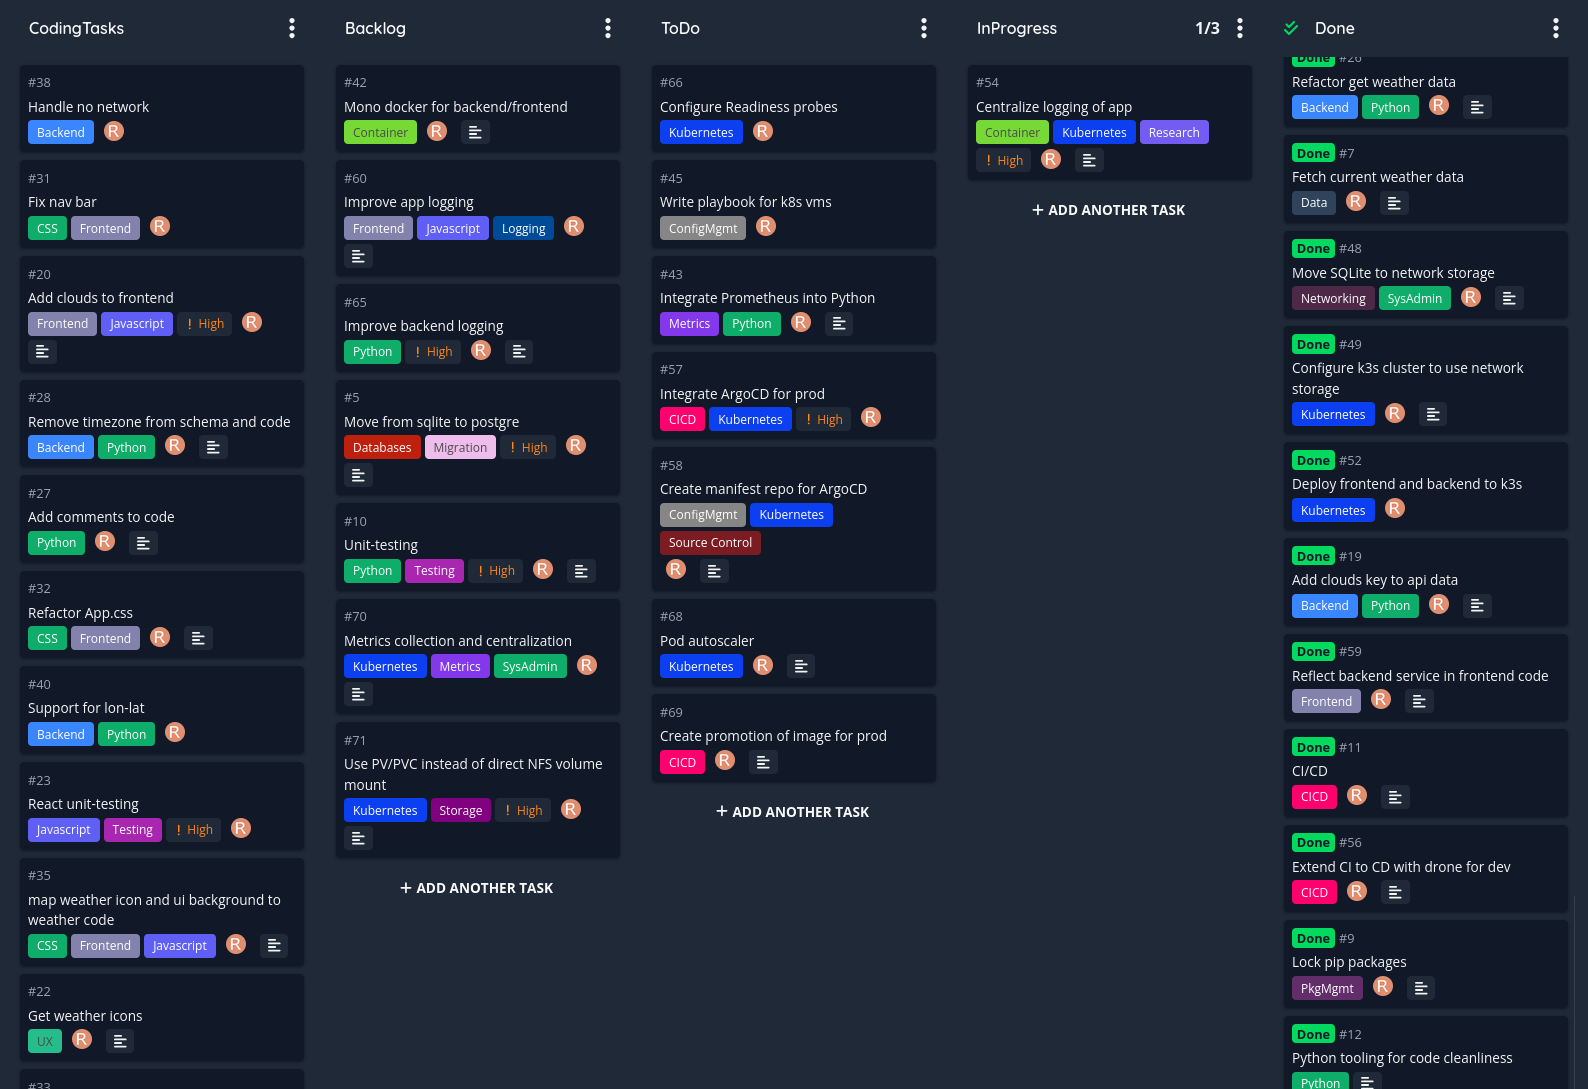 CodingTasks
#38
Handle no network
Backend R
#31
Fix nav bar
CSS Frontend R
#20
Add clouds to frontend
Frontend Javascript ! High R
#28
Remove timezone from schema and code
Backend Python R
#27
Add comments to code
Python R
#32
Refactor App.css
CSS Frontend R
#40
Support for lon-lat
Backend Python R
#23
React unit-testing
Javascript Testing ! High R
#35
map weather icon and ui background to
weather code
CSS Frontend Javascript R
#22
Get weather icons
UX R
#33
Backlog
#42
Mono docker for backend/frontend
Container R
#60
Improve app logging
Frontend Javascript Logging R
#65
Improve backend logging
Python ! High R
#5
Move from sqlite to postgre
Databases Migration ! High R
#10
Unit-testing
Python Testing ! High R
#70
Metrics collection and centralization
Kubernetes Metrics SysAdmin R
#71
Use PV/PVC instead of direct NFS volume
mount
Kubernetes Storage ! High R
+ ADD ANOTHER TASK
ToDo
#66
Configure Readiness probes
Kubernetes R
#45
Write playbook for k8s vms
ConfigMgmt R
#43
Integrate Prometheus into Python
Metrics Python R
#57
Integrate ArgoCD for prod
CICD Kubernetes ! High R
#58
Create manifest repo for ArgoCD
ConfigMgmt Kubernetes
Source Control
R
#68
Pod autoscaler
Kubernetes R
#69
Create promotion of image for prod
CICD R
+ ADD ANOTHER TASK
InProgress 1/3
#54
Centralize logging of app
Container Kubernetes Research
! High R
+ ADD ANOTHER TASK
Done
Done #26
Refactor get weather data
Backend Python R
Done #7
Fetch current weather data
Data R
Done #48
Move SQLite to network storage
Networking SysAdmin R
Done #49
Configure k3s cluster to use network
storage
Kubernetes R
Done #52
Deploy frontend and backend to k3s
Kubernetes R
Done #19
Add clouds key to api data
Backend Python R
Done #59
Reflect backend service in frontend code
Frontend R
Done #11
CI/CD
CICD R
Done #56
Extend CI to CD with drone for dev
CICD R
Done #9
Lock pip packages
PkgMgmt R
Done #12
Python tooling for code cleanliness
Python